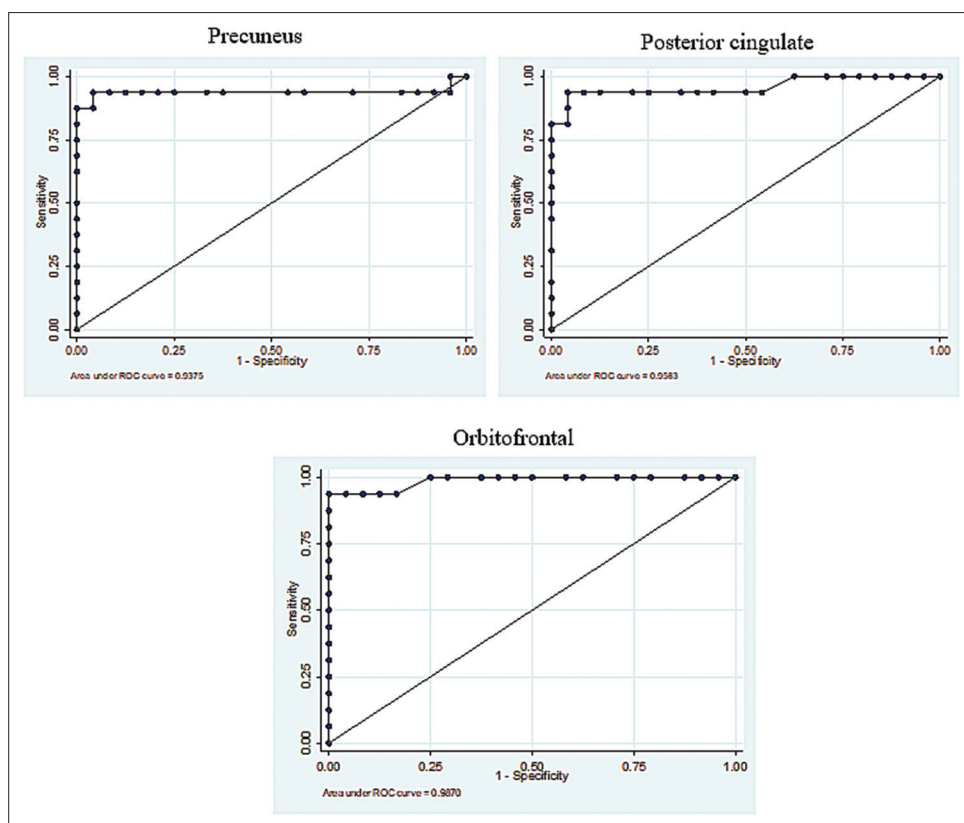 Precuneus
Sensitivity
0.00 0.25 0.50 0.75 1.00
0.00 0.25 0.50 0.75 1.00
1 - Specificity
Area under ROC curve = 0.9375
Posterior cingulate
Sensitivity
0.00 0.25 0.50 0.75 1.00
0.00 0.25 0.50 0.75 1.00
1 - Specificity
Area under ROC curve = 0.9583
Orbitofrontal
Sensitivity
0.00 0.25 0.50 0.75 1.00
0.00 0.25 0.50 0.75 1.00
1 - Specificity
Area under ROC curve = 0.9870